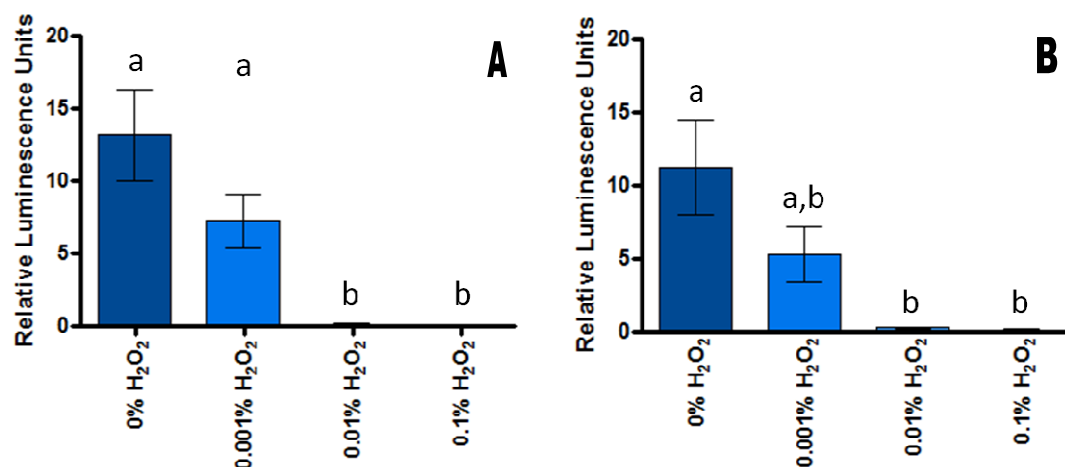 A
Relative Luminescence Units
20
15
10
5
0
a
a
b
b
0% H₂O₂
0.001% H₂O₂
0.01% H₂O₂
0.1% H₂O₂
B
Relative Luminescence Units
20
15
10
5
0
a
a,b
b
b
0% H₂O₂
0.001% H₂O₂
0.01% H₂O₂
0.1% H₂O₂